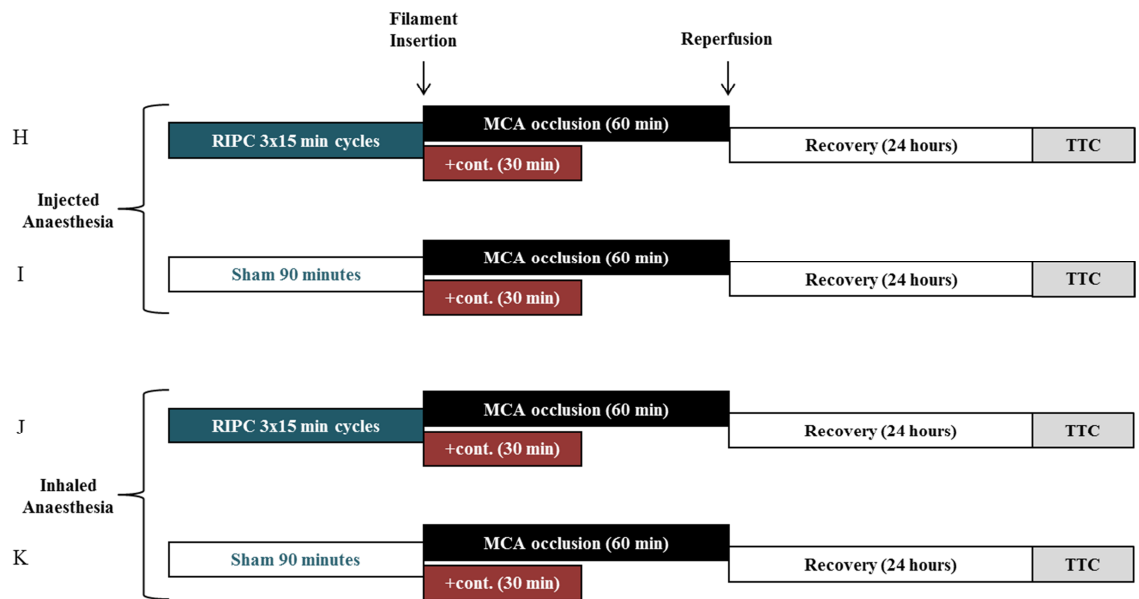 Filament
Insertion
Reperfusion
H
MCA occlusion (60 min)
RIPC 3x15 min cycles
+cont. (30 min)
Recovery (24 hours)
TTC
Injected
Anaesthesia
I
MCA occlusion (60 min)
Sham 90 minutes
+cont. (30 min)
Recovery (24 hours)
TTC
J
MCA occlusion (60 min)
RIPC 3x15 min cycles
+cont. (30 min)
Recovery (24 hours)
TTC
Inhaled
Anaesthesia
K
MCA occlusion (60 min)
Sham 90 minutes
+cont. (30 min)
Recovery (24 hours)
TTC